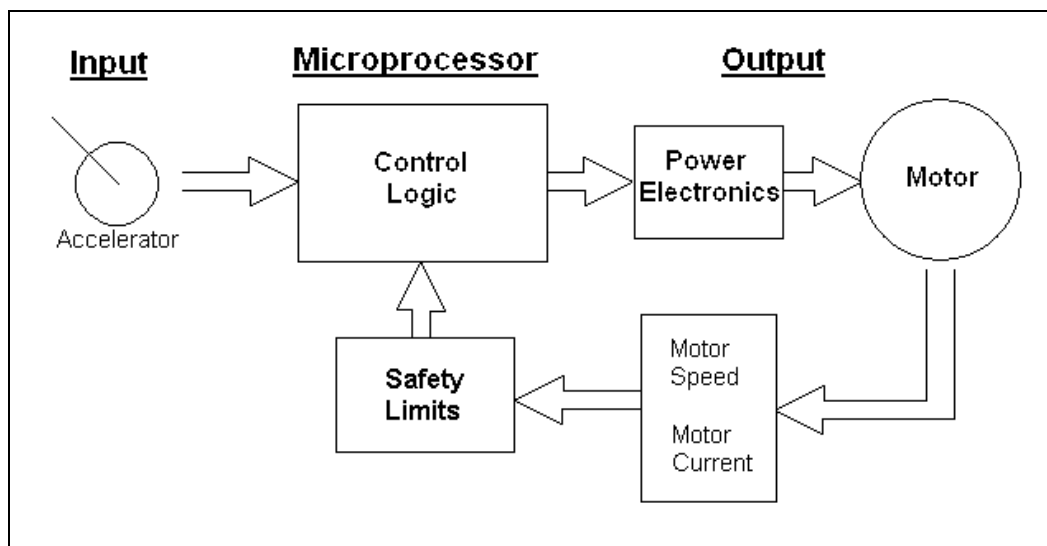 Input
Microprocessor
Output
Control
Logic
Power
Electronics
Motor
Accelerator
Safety
Limits
Motor
Speed
Motor
Current